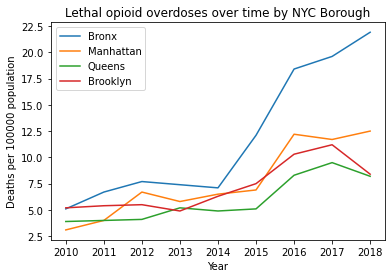 Lethal opioid overdoses over time by NYC Borough
Bronx
Manhattan
Queens
Brooklyn
Deaths per 100000 population
22.5
20.0
17.5
15.0
12.5
10.0
7.5
5.0
2.5
2010 2011 2012 2013 2014 2015 2016 2017 2018
Year